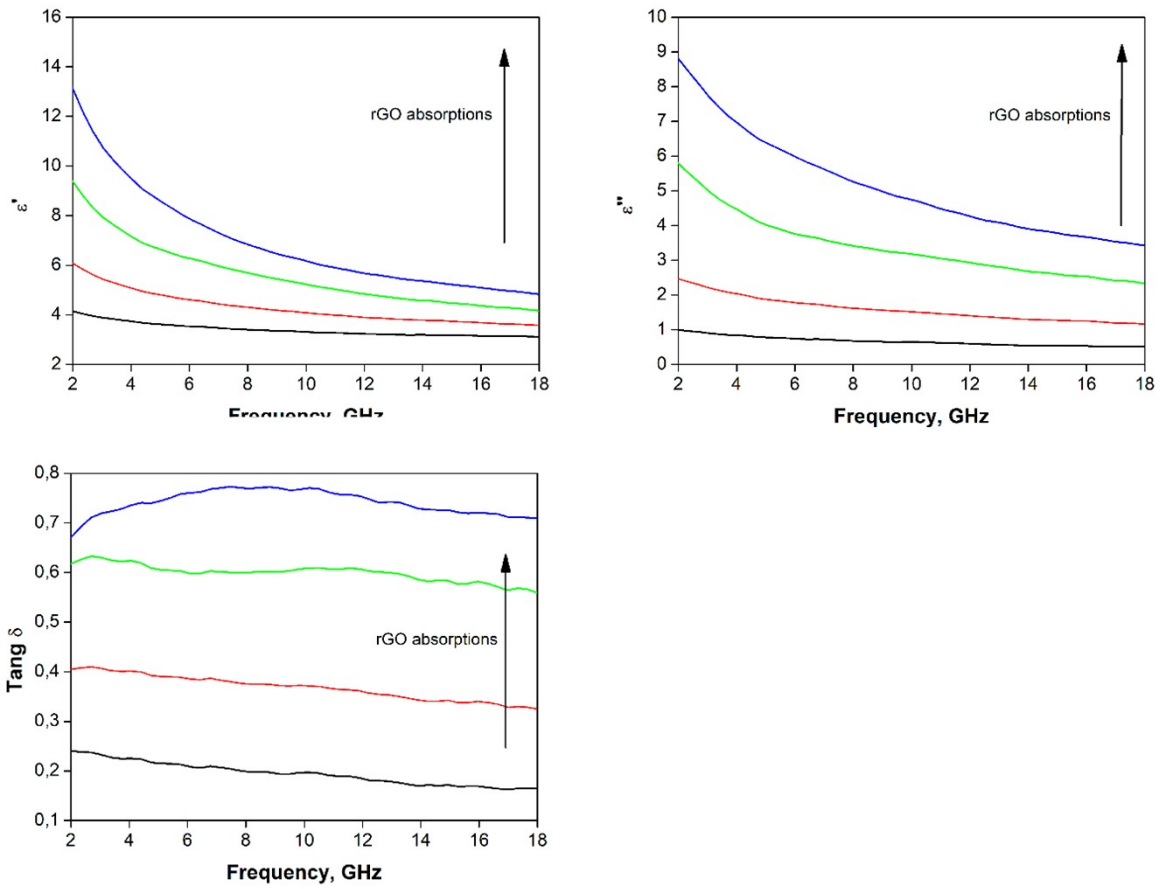 16
14
12
10
8
6
4
2
ε'
rGO absorptions
2 4 6 8 10 12 14 16 18
Frequency, GHz
10
9
8
7
6
5
4
3
2
1
0
ε"
rGO absorptions
2 4 6 8 10 12 14 16 18
Frequency, GHz
0,8
0,7
0,6
0,5
0,4
0,3
0,2
0,1
Tang δ
rGO absorptions
2 4 6 8 10 12 14 16 18
Frequency, GHz